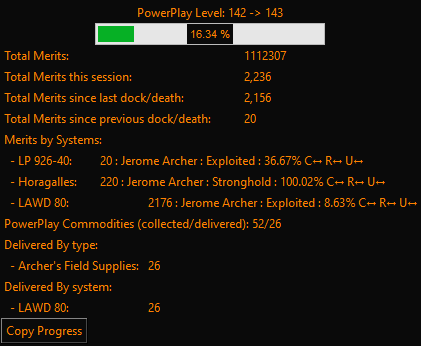 PowerPlay Level: 142 -> 143
16.34 %
Total Merits: 1112307
Total Merits this session: 2,236
Total Merits since last dock/death: 2,156
Total Merits since previous dock/death: 20
Merits by Systems:
- LP 926-40: 20 : Jerome Archer : Exploited : 36.67% C↔ R↔ U↔
- Horagalles: 220 : Jerome Archer : Stronghold : 100.02% C↔ R↔ U↔
- LAWD 80: 2176 : Jerome Archer : Exploited : 8.63% C↔ R↔ U↔
PowerPlay Commodities (collected/delivered): 52/26
Delivered By type:
- Archer's Field Supplies: 26
Delivered By system:
- LAWD 80: 26
Copy Progress